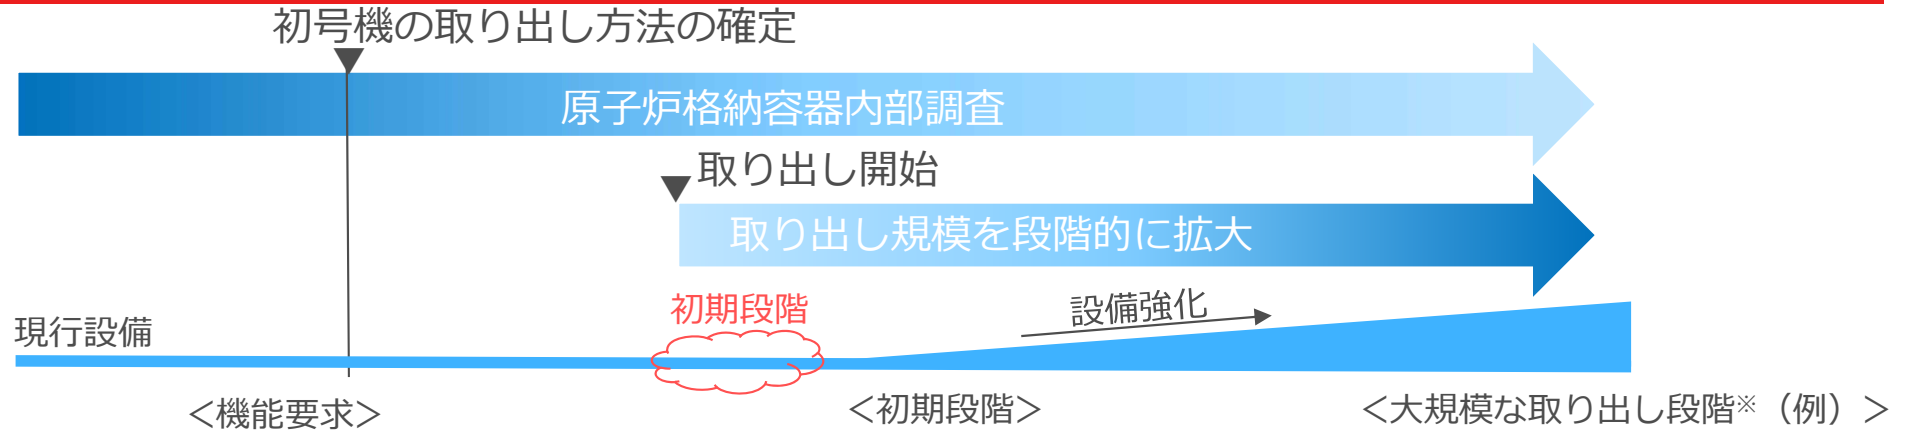 初号機の取り出し方法の確定
原子炉格納容器内部調査
取り出し開始
取り出し規模を段階的に拡大
初期段階
設備強化
現行設備
＜機能要求＞
＜初期段階＞
＜大規模な取り出し段階※（例）＞